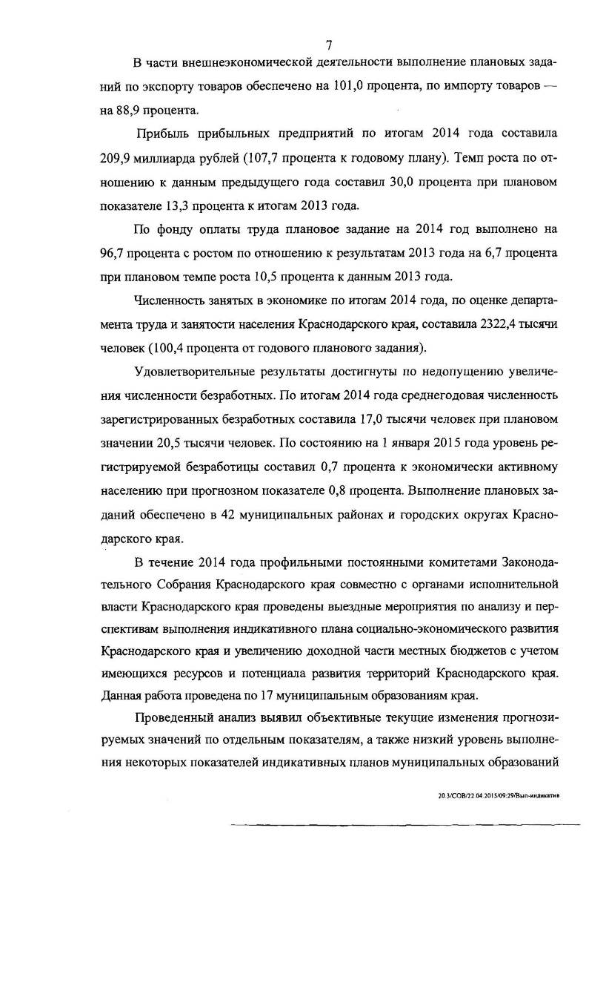 7
В части внешнеэкономической деятельности выполнение плановых зада-
ний по экспорту товаров обеспечено на 101,0 процента, по импорту товаров —
на 88,9 процента.
Прибыль прибыльных предприятий по итогам 2014 года составила
209,9 миллиарда рублей (107,7 процента к годовому плану). Темп роста по от-
ношению к данным предыдущего года составил 30,0 процента при плановом
показателе 13,3 процента к итогам 2013 года.
По фонду оплаты труда плановое задание на 2014 год выполнено на
96,7 процента с ростом по отношению к результатам 2013 года на 6,7 процента
при плановом темпе роста 10,5 процента к данным 2013 года.
Численность занятых в экономике по итогам 2014 года, по оценке департа-
мента труда и занятости населения Краснодарского края, составила 2322,4 тысячи
человек (100,4 процента от годового планового задания).
Удовлетворительные результаты достигнуты по недопущению увеличе-
ния численности безработных. По итогам 2014 года среднегодовая численность
зарегистрированных безработных составила 17,0 тысячи человек при плановом
значении 20,5 тысячи человек. По состоянию на 1 января 2015 года уровень ре-
гистрируемой безработицы составил 0,7 процента к экономически активному
населению при прогнозном показателе 0,8 процента. Выполнение плановых за-
даний обеспечено в 42 муниципальных районах и городских округах Красно-
дарского края.
В течение 2014 года профильными постоянными комитетами Законода-
тельного Собрания Краснодарского края совместно с органами исполнительной
власти Краснодарского края проведены выездные мероприятия по анализу и пер-
спективам выполнения индикативного плана социально-экономического развития
Краснодарского края и увеличению доходной части местных бюджетов с учетом
имеющихся ресурсов и потенциала развития территорий Краснодарского края.
Данная работа проведена по 17 муниципальным образованиям края.
Проведенный анализ выявил объективные текущие изменения прогнози-
руемых значений по отдельным показателям, а также низкий уровень выполне-
ния некоторых показателей индикативных планов муниципальных образований
20.3/СОВ/22.04.2015/09:29/Вып-индикатив